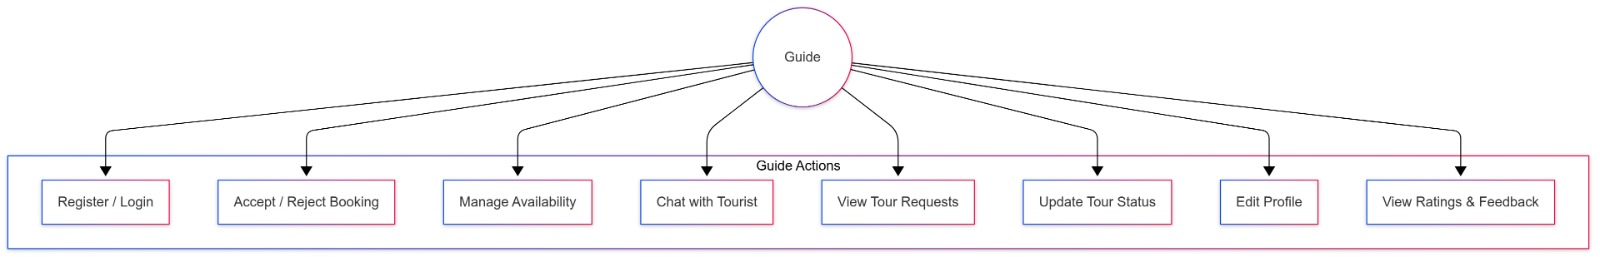 Guide
Guide Actions
Register / Login
Accept / Reject Booking
Manage Availability
Chat with Tourist
View Tour Requests
Update Tour Status
Edit Profile
View Ratings & Feedback